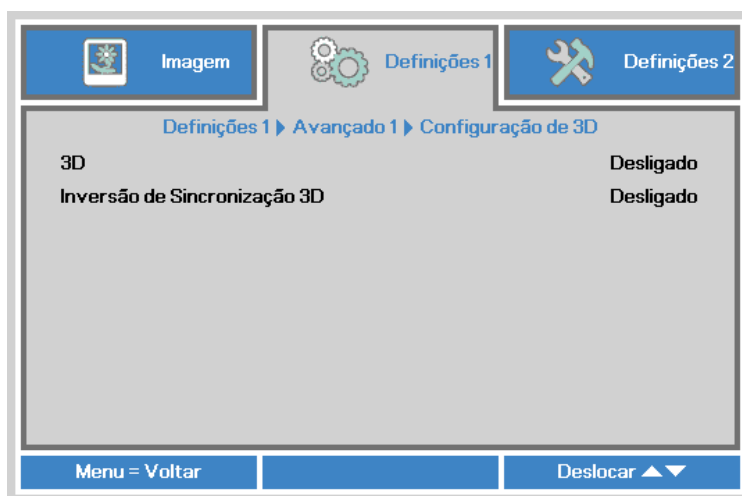 Imagem
Definições 1
Definições 2
Definições 1 ▶ Avançado 1 ▶ Configuração de 3D
3D Desligado
Inversão de Sincronização 3D Desligado
Menu = Voltar
Deslocar ▲▼